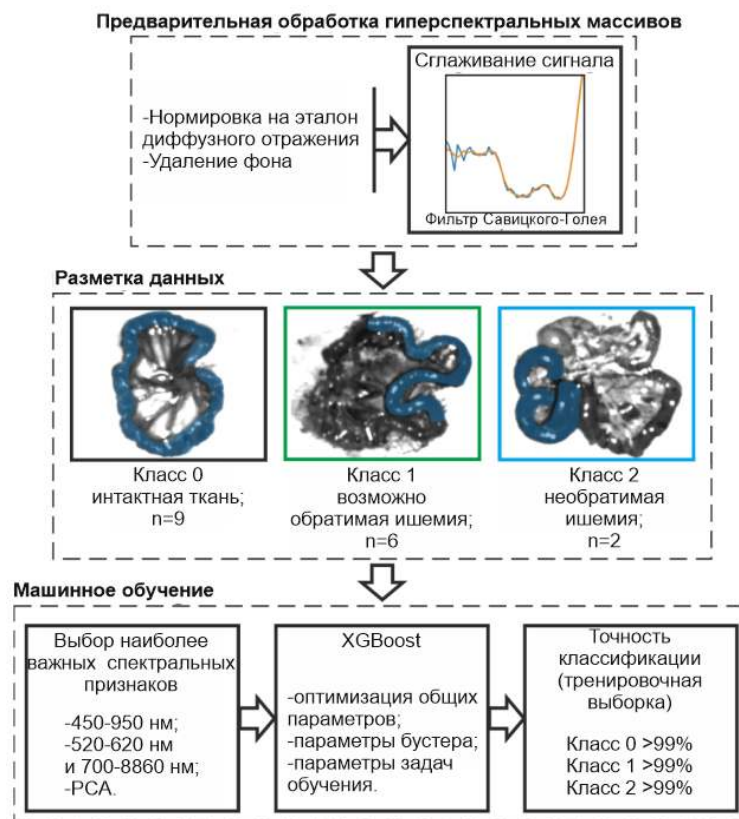 Предварительная обработка гиперспектральных массивов
-Нормировка на эталон
диффузного отражения
-Удаление фона
Сглаживание сигнала
Фильтр Савицкого-Голея
Разметка данных
Класс 0
интактная ткань;
n=9
Класс 1
возможно
обратимая ишемия;
n=6
Класс 2
необратимая
ишемия;
n=2
Машинное обучение
Выбор наиболее
важных спектральных
признаков
-450-950 нм;
-520-620 нм
и 700-8860 нм;
-PCA.
XGBoost
-оптимизация общих
параметров;
-параметры бустера;
-параметры задач
обучения.
Точность
классификации
(тренировочная
выборка)
Класс 0 >99%
Класс 1 >99%
Класс 2 >99%